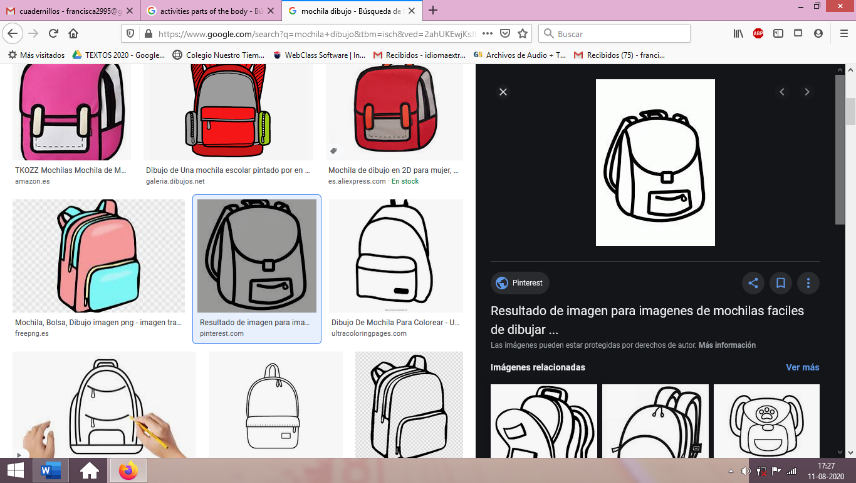 cuadernillos - francisca2995@g
activities parts of the body - Bú
mochila dibujo - Búsqueda de
https://www.google.com/search?q=mochila+dibujo&tbm=isch&ved=2ahUKEwjKs
Buscar
Más visitados
TEXTOS 2020 - Google...
Colegio Nuestro Tiem...
WebClass Software | In...
Recibidos - idiomaextr...
Archivos de Audio + T...
Recibidos (75) - franci...
TKOZZ Mochilas Mochila de M...
amazon.es
Dibujo de Una mochila escolar pintado por en ...
galeria.dibujos.net
Mochila de dibujo en 2D para mujer, ...
es.aliexpress.com · En stock
Mochila, Bolsa, Dibujo imagen png - imagen tra...
freepng.es
Resultado de imagen para ima...
pinterest.com
Dibujo De Mochila Para Colorear - U...
ultracoloringpages.com
Pinterest
Resultado de imagen para imagenes de mochilas faciles
de dibujar ...
Las imágenes pueden estar protegidas por derechos de autor. Más información
Imágenes relacionadas
Ver más
17:27
11-08-2020